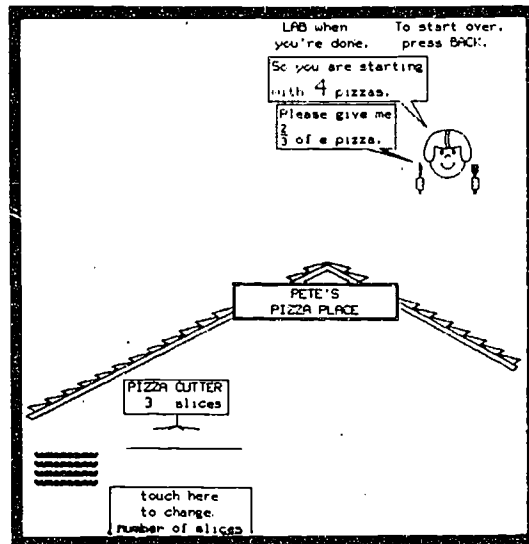 LAB when To start over,
you're done. press BACK.
So you are starting
with 4 pizzas.
Please give me
2/3 of a pizza.
PETE'S
PIZZA PLACE
PIZZA CUTTER
3 slices
touch here
to change
number of slices